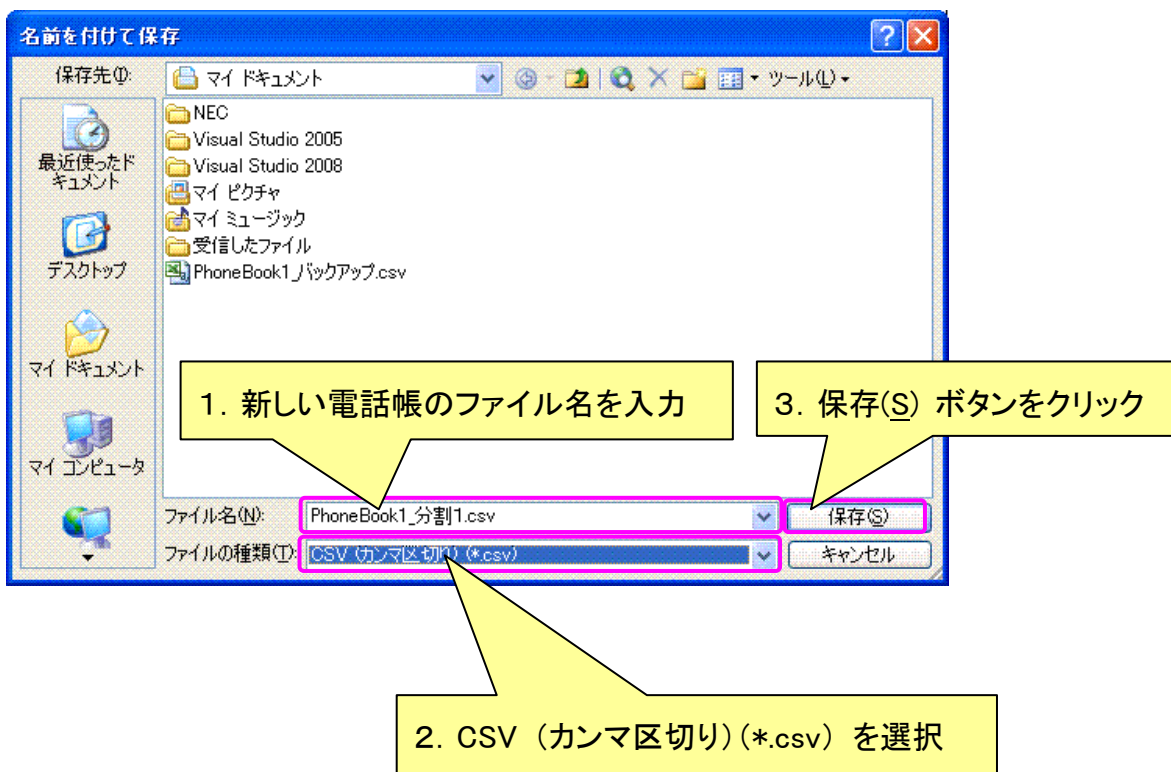 名前を付けて保存
保存先(I):
マイ ドキュメント
ツール(L)
最近使ったド
キュメント
デスクトップ
マイ ドキュメント
マイ コンピュータ
NEC
Visual Studio 2005
Visual Studio 2008
マイ ピクチャ
マイ ミュージック
受信したファイル
PhoneBook1_バックアップ.csv
1. 新しい電話帳のファイル名を入力
3. 保存(S) ボタンをクリック
ファイル名(N):
PhoneBook1_分割1.csv
保存(S)
ファイルの種類(T):
CSV (カンマ区切り) (*.csv)
キャンセル
2. CSV (カンマ区切り)(*.csv) を選択